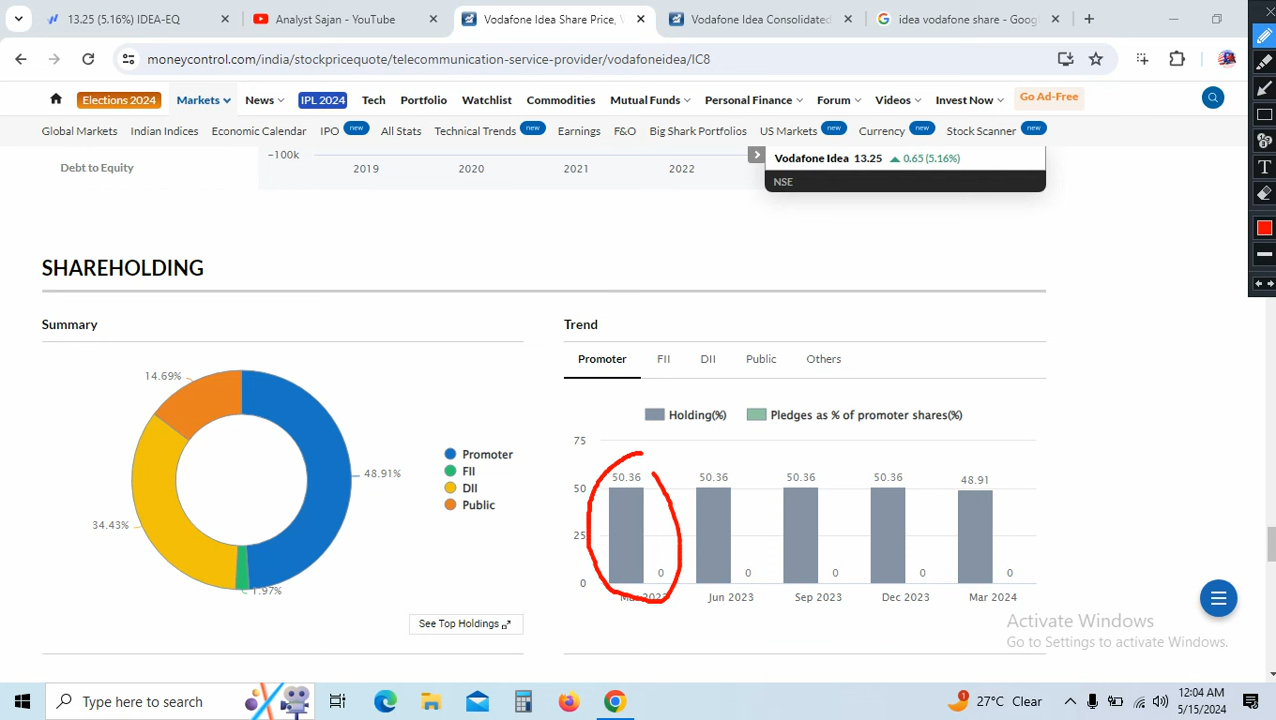 13.25 (5.16%) IDEA-EQ
Analyst Sajan - YouTube
Vodafone Idea Share Price, V
Vodafone Idea Consolidated
idea vodafone share - Goog
moneycontrol.com/india/stockpricequote/telecommunication-service-provider/vodafoneidea/IC8
Elections 2024 Markets News IPL 2024 Tech Portfolio Watchlist Commodities Mutual Funds Personal Finance Forum Videos Invest Now Go Ad-Free
Global Markets Indian Indices Economic Calendar IPO new All Stats Technical Trends new Earnings F&O Big Shark Portfolios US Markets new Currency new Stock Scanner new
Debt to Equity
-100k
2019 2020 2021 2022
Vodafone Idea 13.25 0.65 (5.16%)
NSE
SHAREHOLDING
Summary
14.69%
48.91%
34.43%
1.97%
Promoter
FII
DII
Public
See Top Holdings
Trend
Promoter FII DII Public Others
Holding(%) Pledges as % of promoter shares(%)
75
50
25
0
50.36 50.36 50.36 50.36 48.91
0 0 0 0 0
Mar 2023 Jun 2023 Sep 2023 Dec 2023 Mar 2024
Activate Windows
Go to Settings to activate Windows.
Type here to search
1
27°C Clear
12:04 AM
5/15/2024